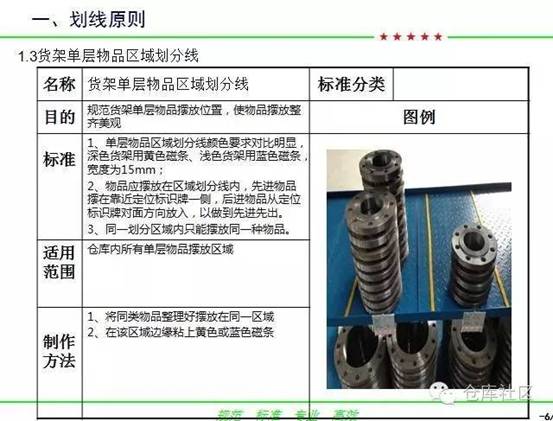 一、划线原则
1.3货架单层物品区域划分线
名称
货架单层物品区域划分线
标准分类
目的
规范货架单层物品摆放位置，使物品摆放整
齐美观
图例
标准
1、单层物品区域划分线颜色要求对比明显，
深色货架用黄色磁条、浅色货架用蓝色磁条，
宽度为15mm；
2、物品应摆放在区域划分线内，先进物品
摆在靠近定位标识牌一侧，后进物品从定位
标识牌对面方向放入，以做到先进先出。
3、同一划分区域内只能摆放同一种物品。
适用
范围
仓库内所有单层物品摆放区域
制作
方法
1、将同类物品整理好摆放在同一区域
2、在该区域边缘粘上黄色或蓝色磁条
仓库社区
规范 标准 专业 高效
-6/